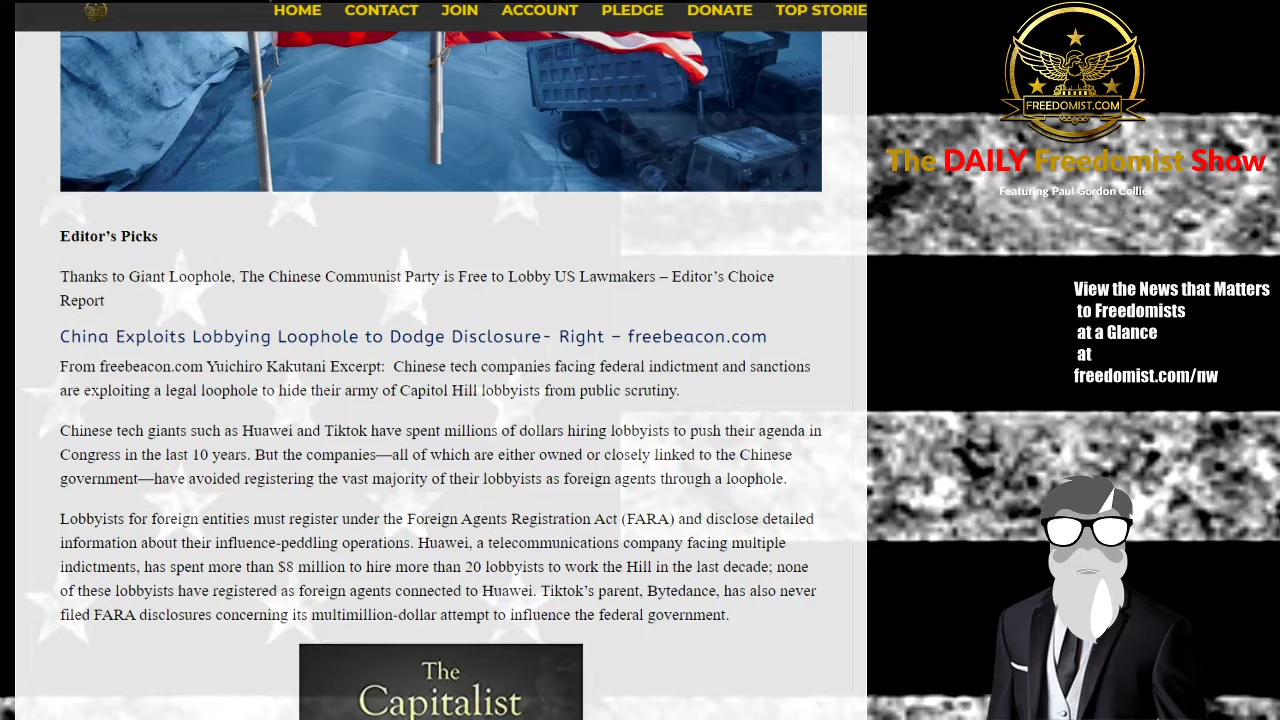 HOME CONTACT JOIN ACCOUNT PLEDGE DONATE TOP STORIE
Editor's Picks
Thanks to Giant Loophole, The Chinese Communist Party is Free to Lobby US Lawmakers – Editor's Choice
Report
China Exploits Lobbying Loophole to Dodge Disclosure- Right – freebeacon.com
From freebeacon.com Yuichiro Kakutani Excerpt:  Chinese tech companies facing federal indictment and sanctions
are exploiting a legal loophole to hide their army of Capitol Hill lobbyists from public scrutiny.
Chinese tech giants such as Huawei and Tiktok have spent millions of dollars hiring lobbyists to push their agenda in
Congress in the last 10 years. But the companies—all of which are either owned or closely linked to the Chinese
government—have avoided registering the vast majority of their lobbyists as foreign agents through a loophole.
Lobbyists for foreign entities must register under the Foreign Agents Registration Act (FARA) and disclose detailed
information about their influence-peddling operations. Huawei, a telecommunications company facing multiple
indictments, has spent more than $8 million to hire more than 20 lobbyists to work the Hill in the last decade; none
of these lobbyists have registered as foreign agents connected to Huawei. Tiktok's parent, Bytedance, has also never
filed FARA disclosures concerning its multimillion-dollar attempt to influence the federal government.
The
Capitalist
FREEDOMIST.COM
The DAILY Freedomist Show
Featuring Paul Gordon Collier
View the News that Matters
to Freedomists
at a Glance
at
freedomist.com/nw